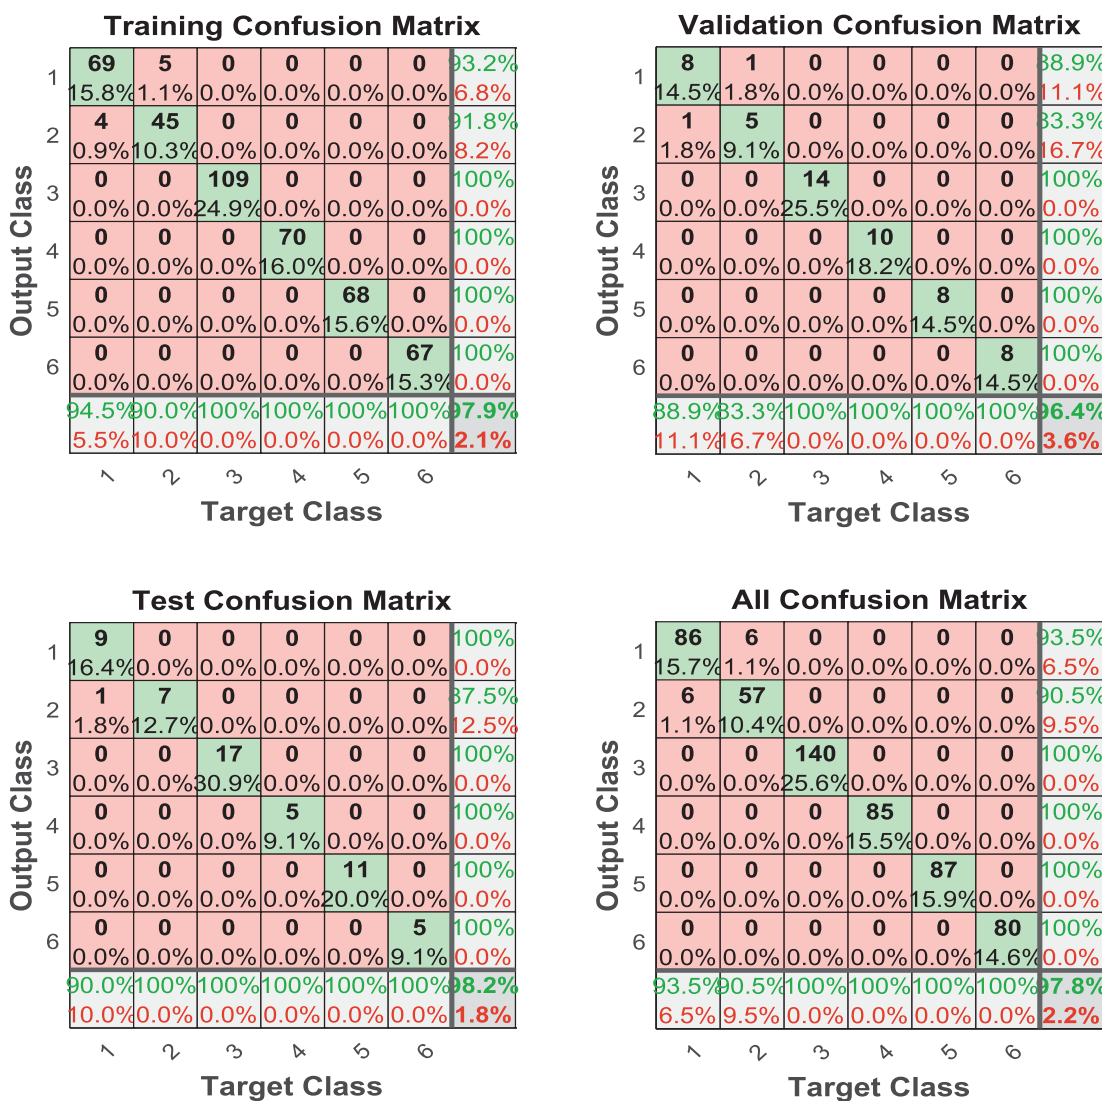 Training Confusion Matrix
69 5 0 0 0 0 93.2%
1
15.8% 1.1% 0.0% 0.0% 0.0% 0.0% 6.8%
4 45 0 0 0 0 91.8%
2
0.9% 10.3% 0.0% 0.0% 0.0% 0.0% 8.2%
0 0 109 0 0 0 100%
3
0.0% 0.0% 24.9% 0.0% 0.0% 0.0% 0.0%
0 0 0 70 0 0 100%
4
0.0% 0.0% 0.0% 16.0% 0.0% 0.0% 0.0%
0 0 0 0 68 0 100%
5
0.0% 0.0% 0.0% 0.0% 15.6% 0.0% 0.0%
0 0 0 0 0 67 100%
6
0.0% 0.0% 0.0% 0.0% 0.0% 15.3% 0.0%
94.5% 90.0% 100% 100% 100% 100% 97.9%
5.5% 10.0% 0.0% 0.0% 0.0% 0.0% 2.1%
1 2 3 4 5 6
Target Class
Output Class
Validation Confusion Matrix
8 1 0 0 0 0 88.9%
1
14.5% 1.8% 0.0% 0.0% 0.0% 0.0% 11.1%
1 5 0 0 0 0 83.3%
2
1.8% 9.1% 0.0% 0.0% 0.0% 0.0% 16.7%
0 0 14 0 0 0 100%
3
0.0% 0.0% 25.5% 0.0% 0.0% 0.0% 0.0%
0 0 0 10 0 0 100%
4
0.0% 0.0% 0.0% 18.2% 0.0% 0.0% 0.0%
0 0 0 0 8 0 100%
5
0.0% 0.0% 0.0% 0.0% 14.5% 0.0% 0.0%
0 0 0 0 0 8 100%
6
0.0% 0.0% 0.0% 0.0% 0.0% 14.5% 0.0%
88.9% 83.3% 100% 100% 100% 100% 96.4%
11.1% 16.7% 0.0% 0.0% 0.0% 0.0% 3.6%
1 2 3 4 5 6
Target Class
Output Class
Test Confusion Matrix
9 0 0 0 0 0 100%
1
16.4% 0.0% 0.0% 0.0% 0.0% 0.0% 0.0%
1 7 0 0 0 0 87.5%
2
1.8% 12.7% 0.0% 0.0% 0.0% 0.0% 12.5%
0 0 17 0 0 0 100%
3
0.0% 0.0% 30.9% 0.0% 0.0% 0.0% 0.0%
0 0 0 5 0 0 100%
4
0.0% 0.0% 0.0% 9.1% 0.0% 0.0% 0.0%
0 0 0 0 11 0 100%
5
0.0% 0.0% 0.0% 0.0% 20.0% 0.0% 0.0%
0 0 0 0 0 5 100%
6
0.0% 0.0% 0.0% 0.0% 0.0% 9.1% 0.0%
90.0% 100% 100% 100% 100% 100% 98.2%
10.0% 0.0% 0.0% 0.0% 0.0% 0.0% 1.8%
1 2 3 4 5 6
Target Class
Output Class
All Confusion Matrix
86 6 0 0 0 0 93.5%
1
15.7% 1.1% 0.0% 0.0% 0.0% 0.0% 6.5%
6 57 0 0 0 0 90.5%
2
1.1% 10.4% 0.0% 0.0% 0.0% 0.0% 9.5%
0 0 140 0 0 0 100%
3
0.0% 0.0% 25.6% 0.0% 0.0% 0.0% 0.0%
0 0 0 85 0 0 100%
4
0.0% 0.0% 0.0% 15.5% 0.0% 0.0% 0.0%
0 0 0 0 87 0 100%
5
0.0% 0.0% 0.0% 0.0% 15.9% 0.0% 0.0%
0 0 0 0 0 80 100%
6
0.0% 0.0% 0.0% 0.0% 0.0% 14.6% 0.0%
93.5% 90.5% 100% 100% 100% 100% 97.8%
6.5% 9.5% 0.0% 0.0% 0.0% 0.0% 2.2%
1 2 3 4 5 6
Target Class
Output Class